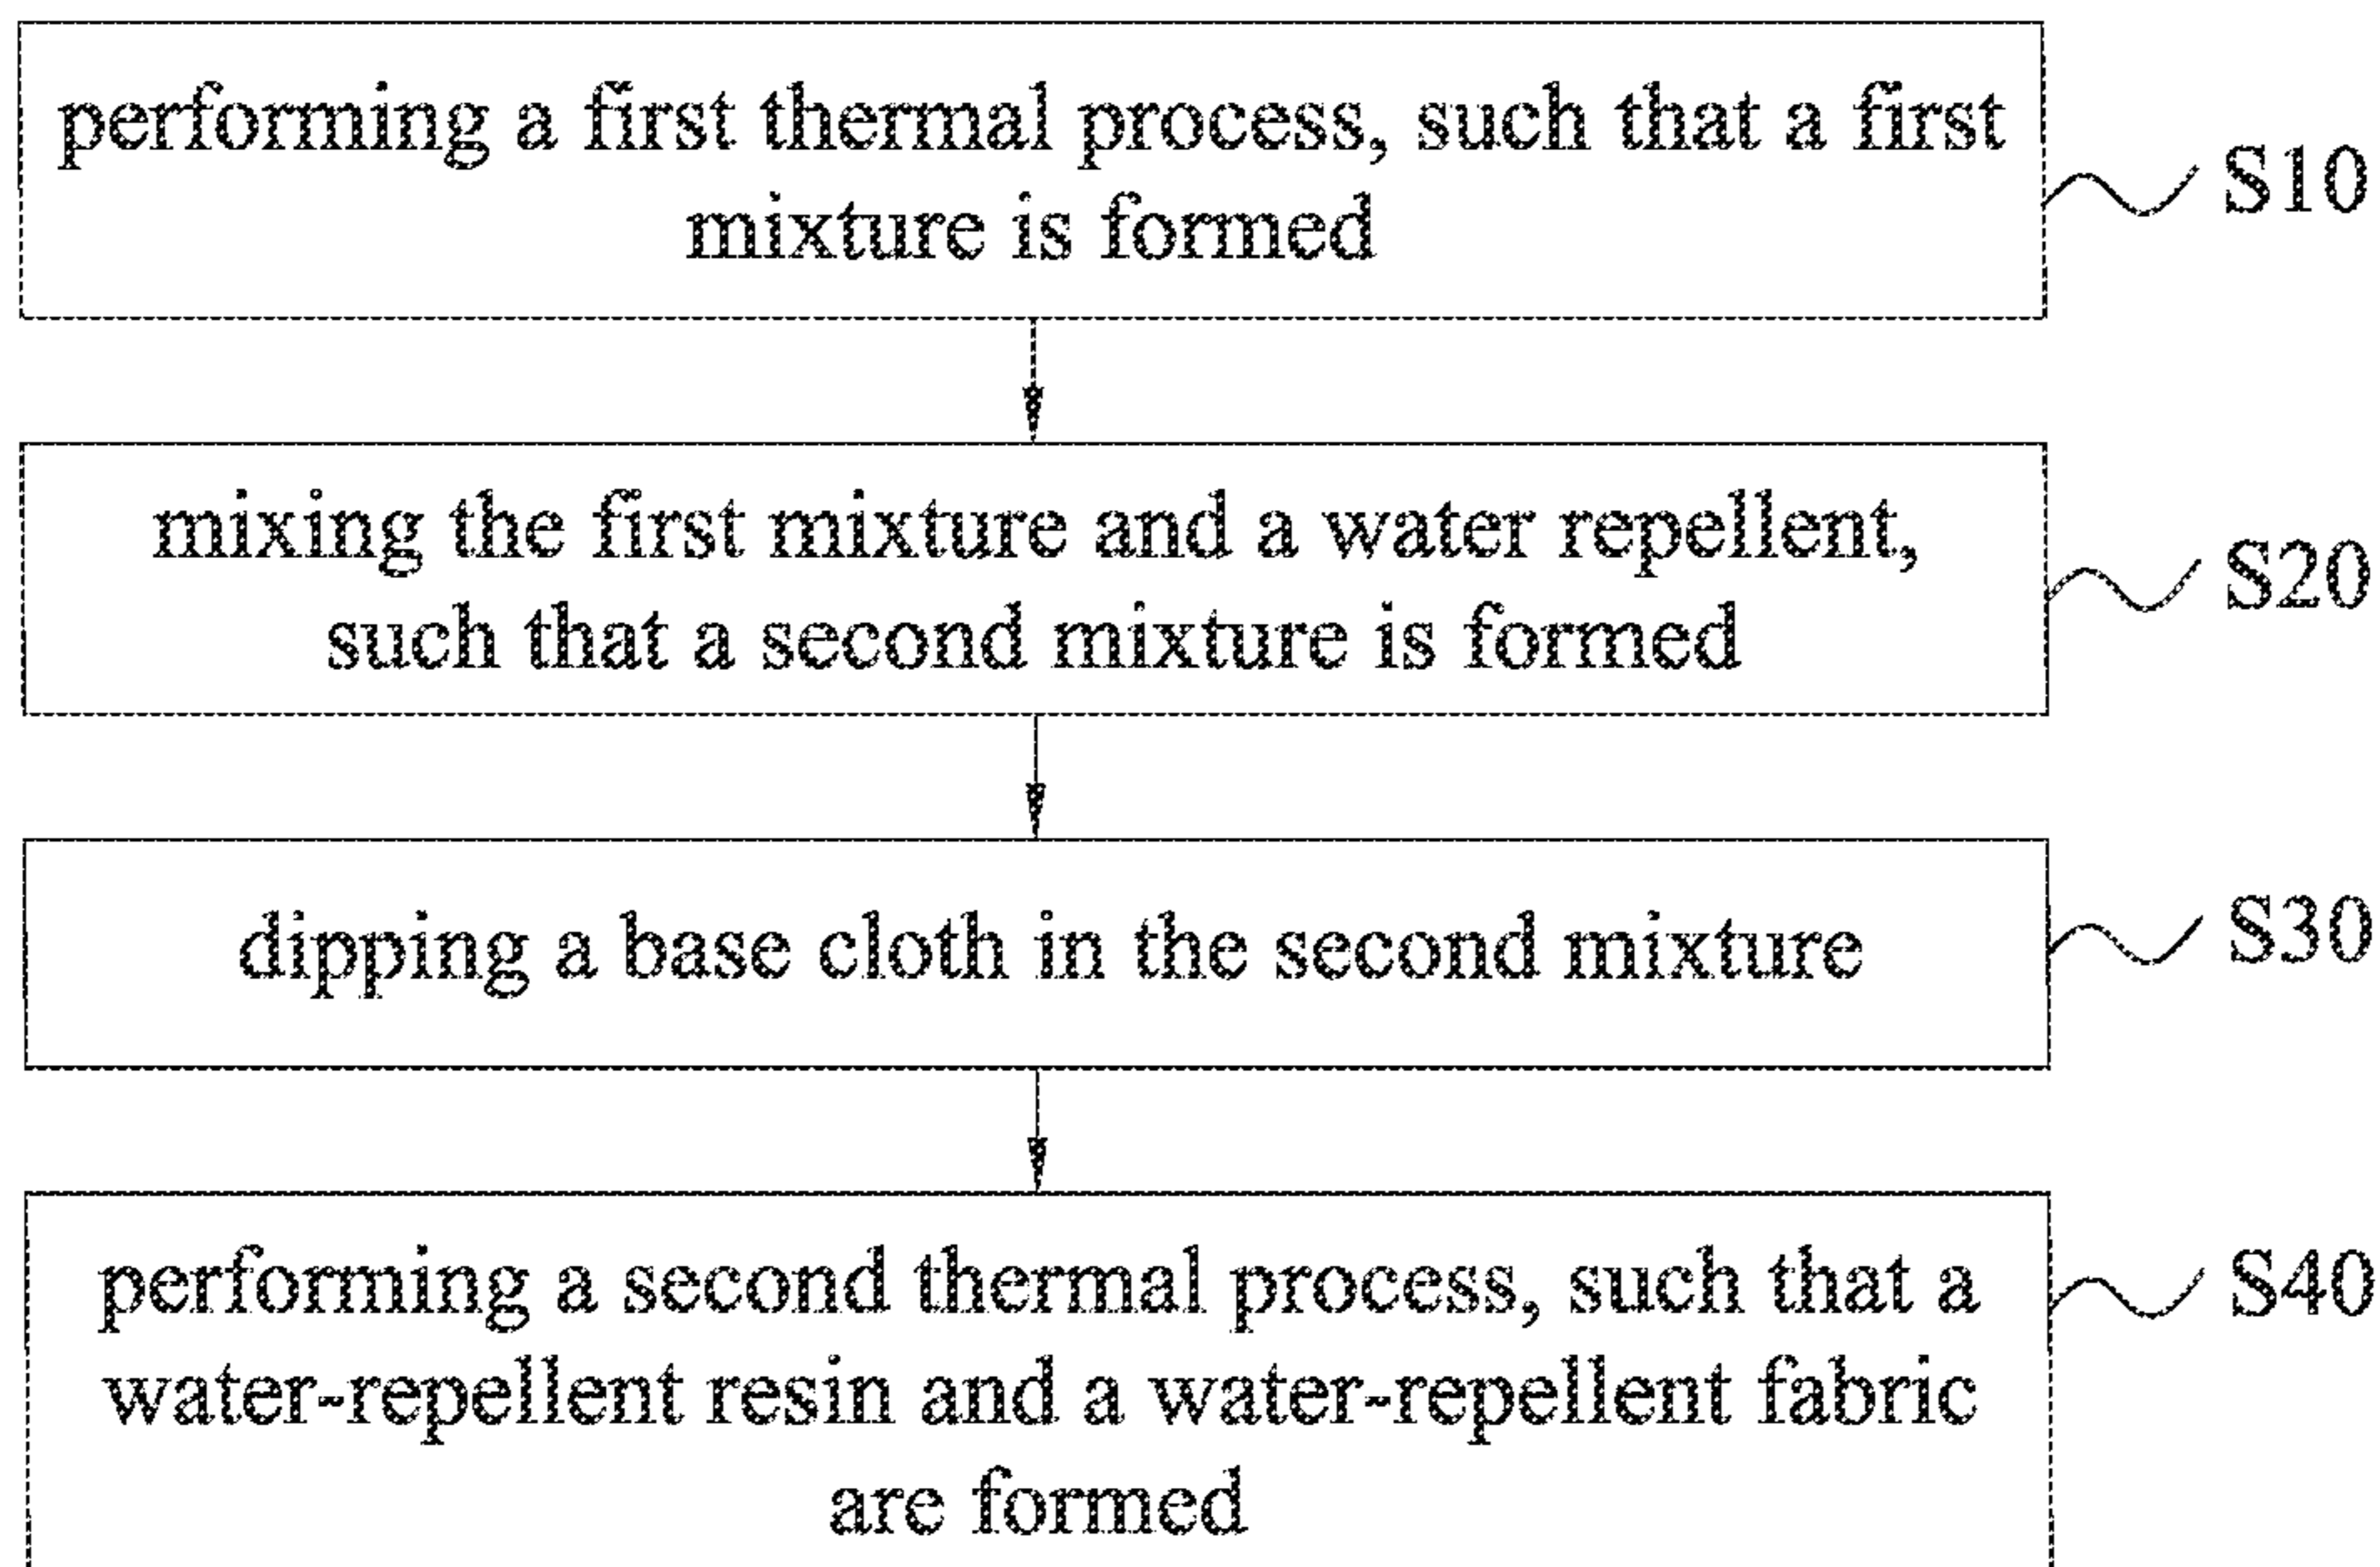 performing a first thermal process, such that a first
mixture is formed
S10
mixing the first mixture and a water repellent,
such that a second mixture is formed
S20
dipping a base cloth in the second mixture
S30
performing a second thermal process, such that a
water-repellent resin and a water-repellent fabric
are formed
S40